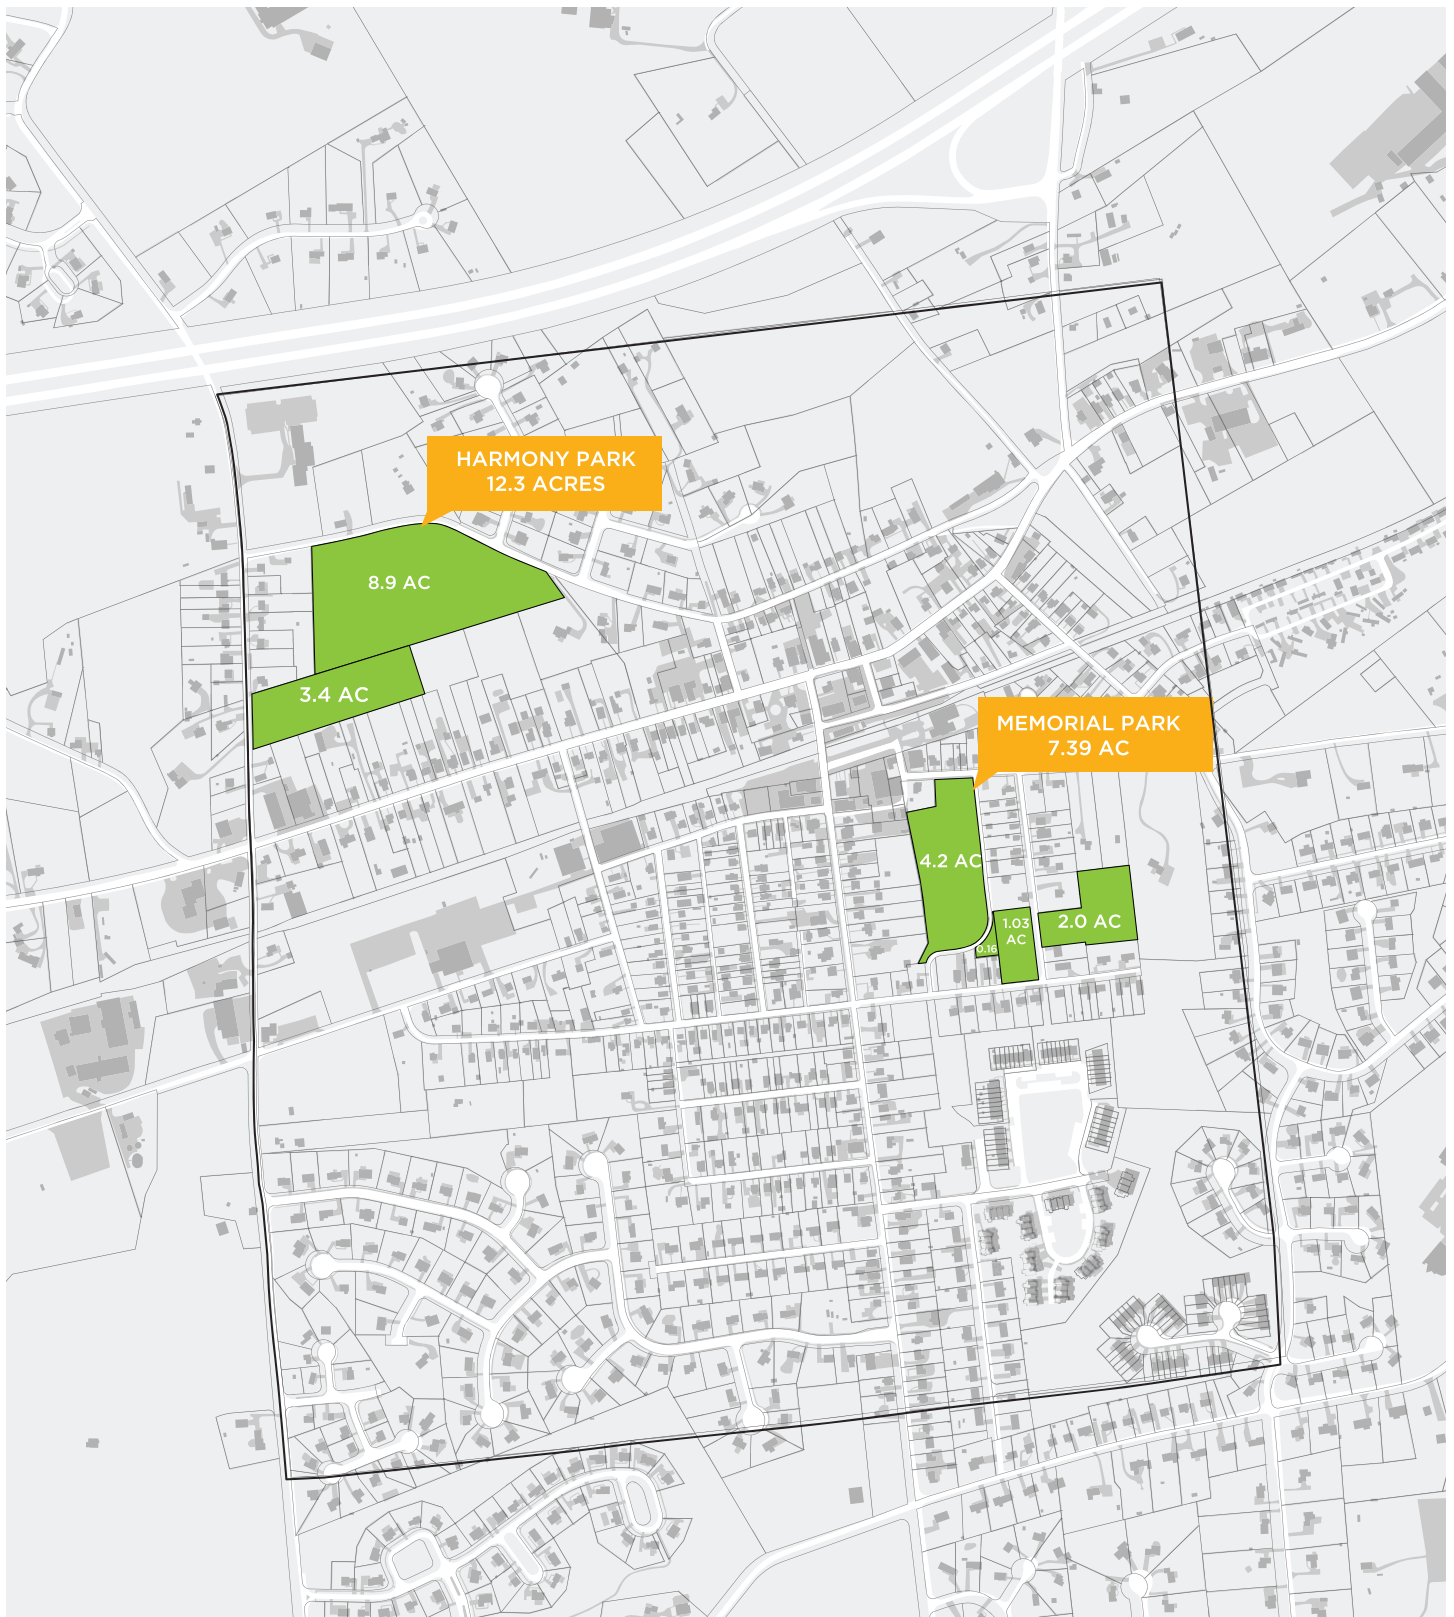 HARMONY PARK
12.3 ACRES
8.9 AC
3.4 AC
MEMORIAL PARK
7.39 AC
4.2 AC
1.03
AC
2.0 AC
0.16